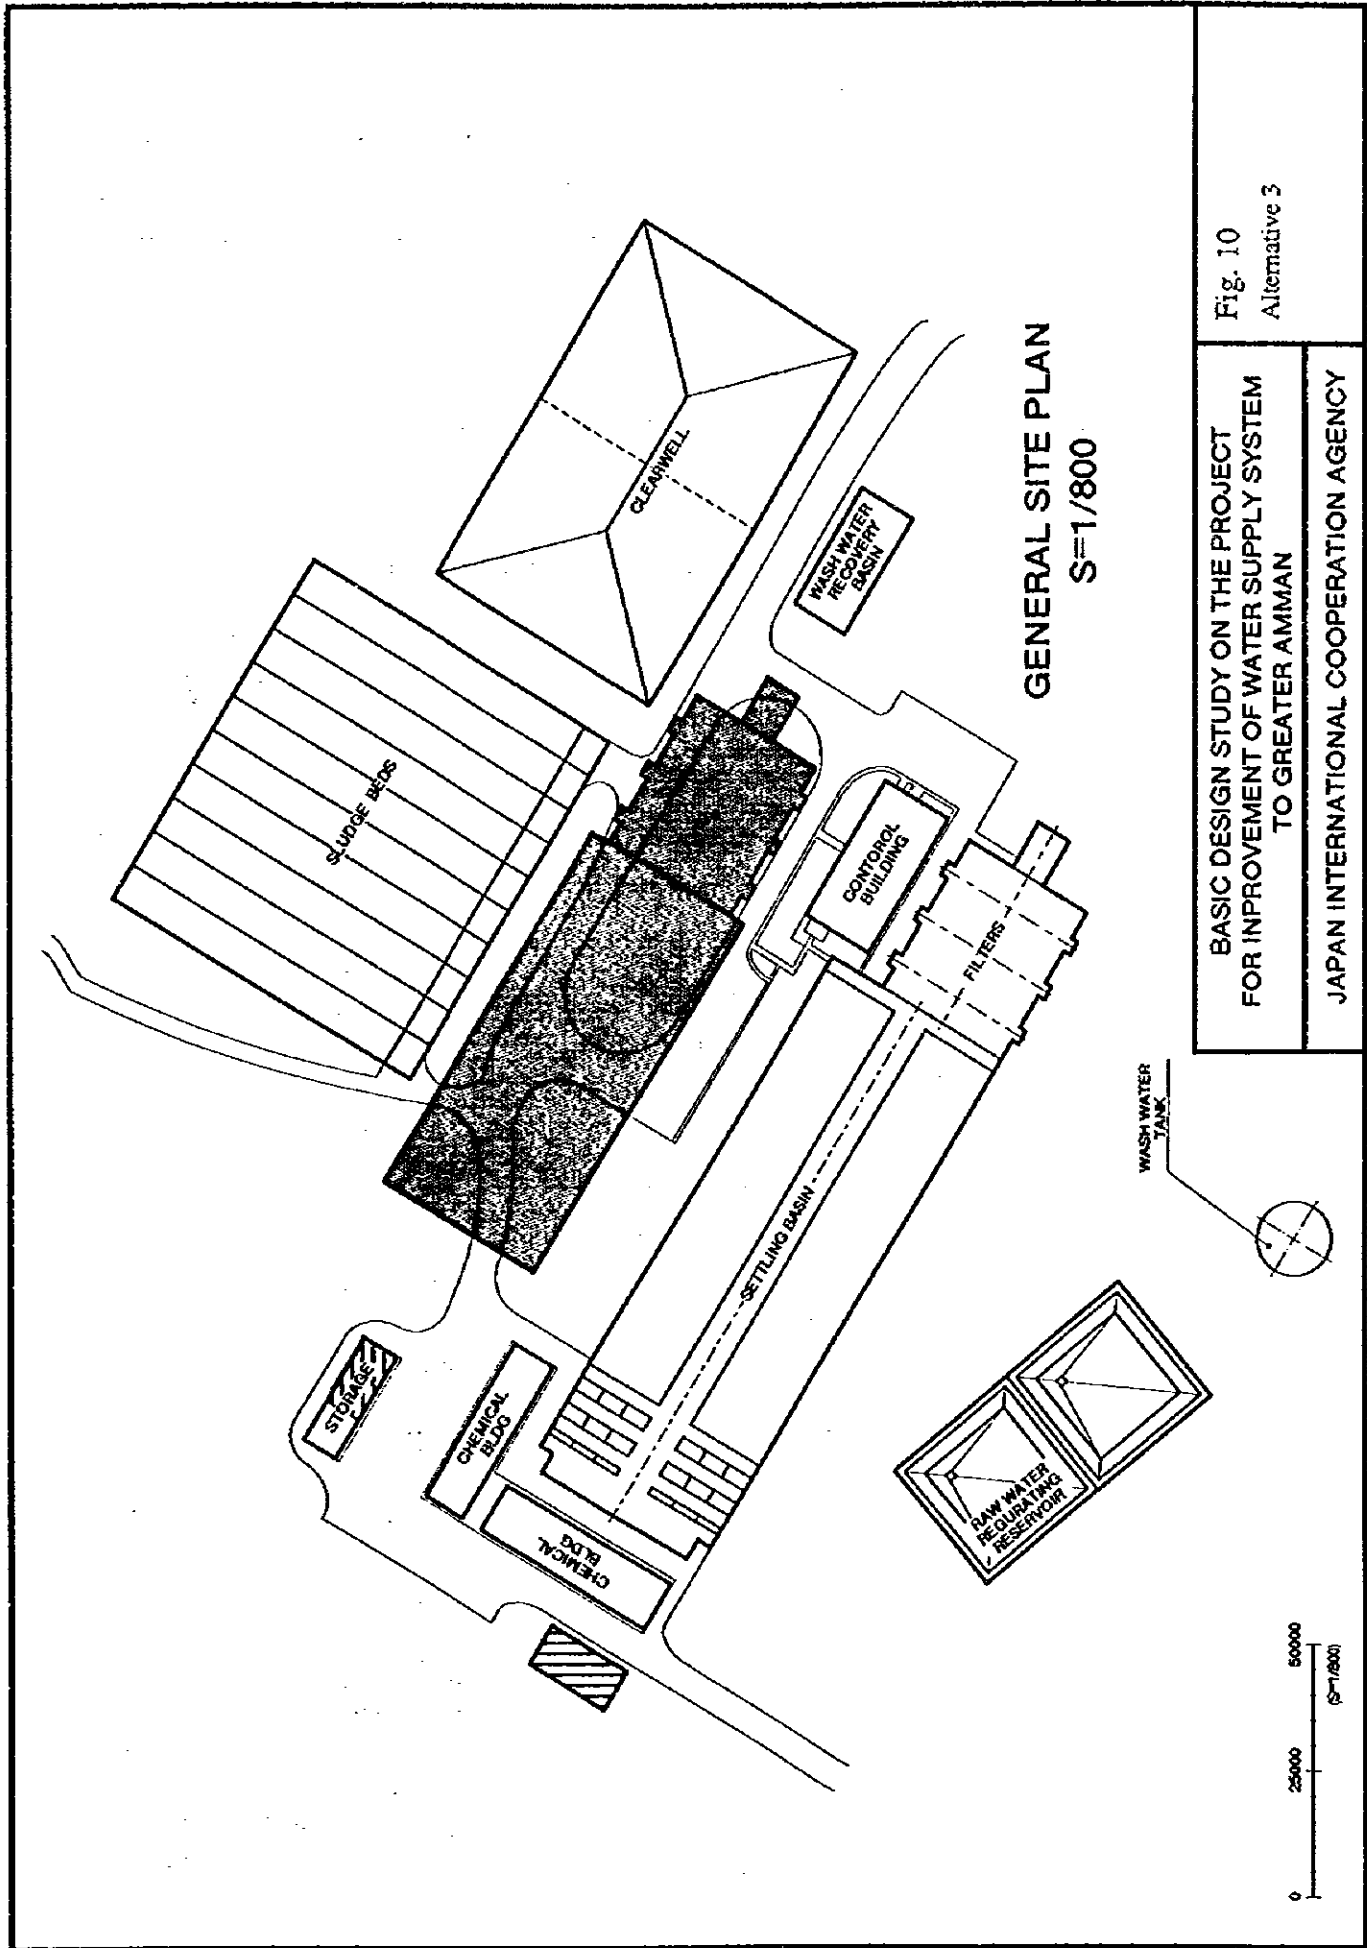 SLUDGE BEDS
CLEARWELL
STORAGE
CHEMICAL
BLDG
CHEMICAL
BLDG
SETTLING BASIN
CONTOROL
BUILDING
FILTERS
WASH WATER
RECOVERY
BASIN
RAW WATER
REQURATING
RESERVOIR
WASH WATER
TANK
GENERAL SITE PLAN
S=1/800
0
25000
50000
(S=1/800)
BASIC DESIGN STUDY ON THE PROJECT
FOR INPROVEMENT OF WATER SUPPLY SYSTEM
TO GREATER AMMAN
JAPAN INTERNATIONAL COOPERATION AGENCY
Fig. 10
Alternative 3